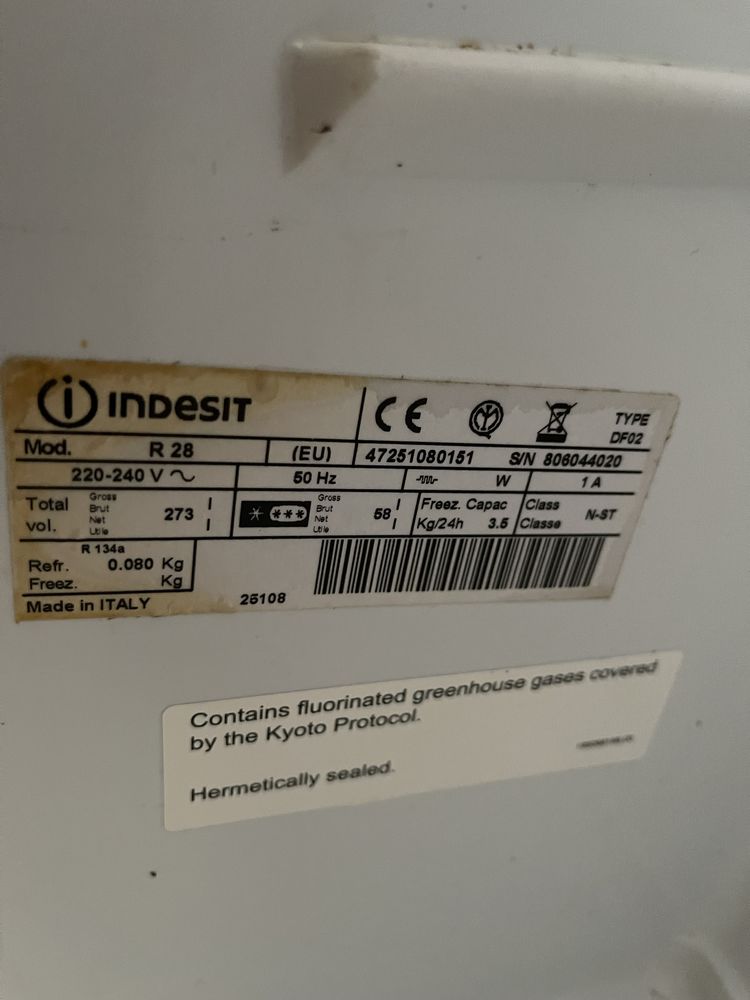 INDESIT
CE
TYPE
DF02
Mod. R 28 (EU) 47251080151 S/N 806044020
220-240 V 50 Hz W 1 A
Total vol. Gross Brut Net Utile 273 l l
Gross Brut Net Utile 58 l l
Freez. Capac Kg/24h 3.5
Class Classe N-ST
R 134a
Refr. 0.080 Kg
Freez. Kg
Made in ITALY 25108
Contains fluorinated greenhouse gases covered
by the Kyoto Protocol.
Hermetically sealed.